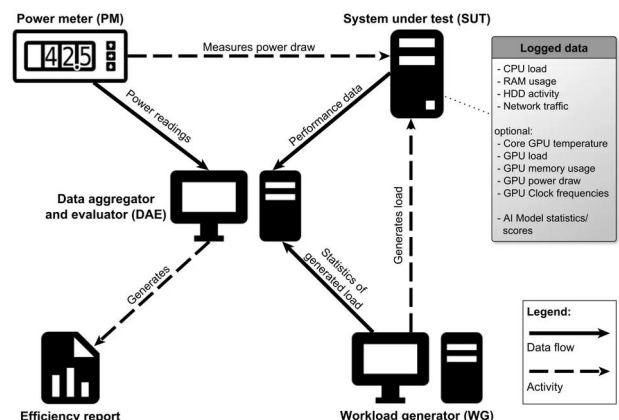 Power meter (PM)
System under test (SUT)
42.5
Measures power draw
Logged data
- CPU load
- RAM usage
- HDD activity
- Network traffic
optional:
- Core GPU temperature
- GPU load
- GPU memory usage
- GPU power draw
- GPU Clock frequencies
- AI Model statistics/
scores
Power readings
Performance data
Data aggregator
and evaluator (DAE)
Generates load
Generates
Statistics of
generated load
Legend:
Data flow
Activity
Efficiency report
Workload generator (WG)